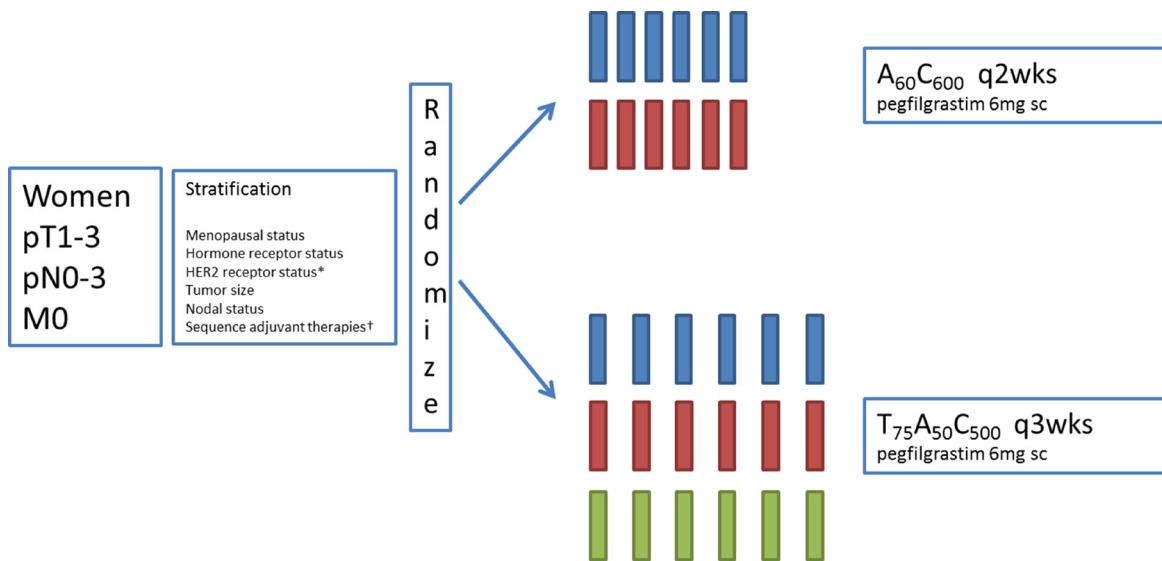 Women
pT1-3
pN0-3
M0
Stratification
Menopausal status
Hormone receptor status
HER2 receptor status*
Tumor size
Nodal status
Sequence adjuvant therapies†
R
a
n
d
o
m
i
z
e
A₆₀C₆₀₀ q2wks
pegfilgrastim 6mg sc
T₇₅A₅₀C₅₀₀ q3wks
pegfilgrastim 6mg sc